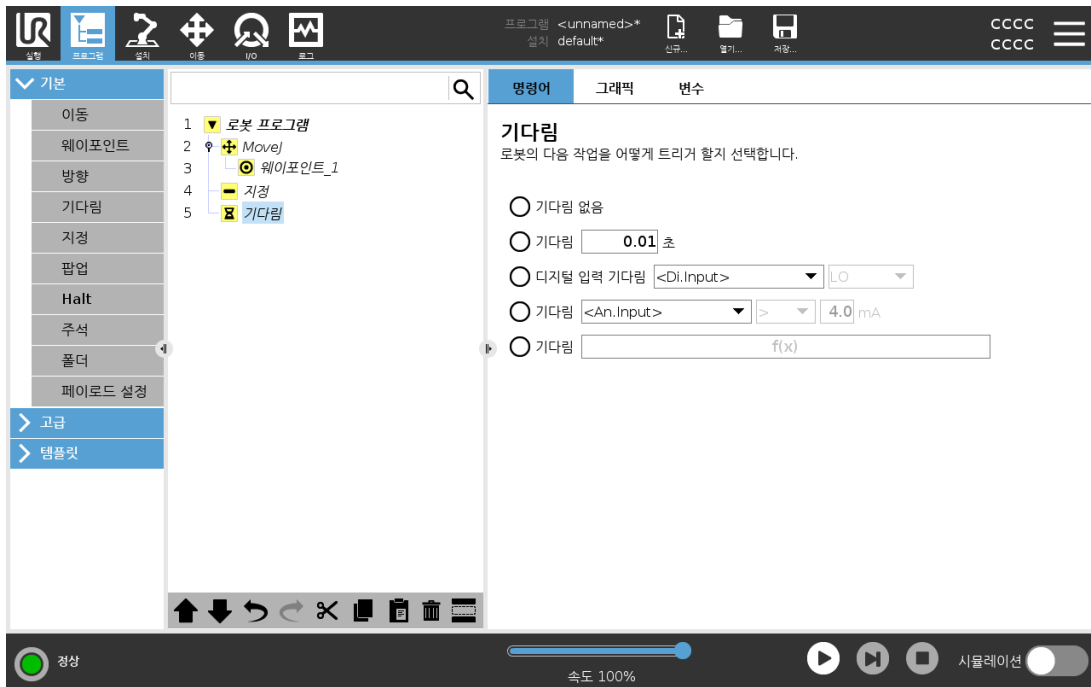 UR
프로그램 <unnamed>*
설치 default*
cccc
cccc
실행 프로그램 설치 이동 I/O 로그 신규... 열기... 저장...
기본
이동
웨이포인트
방향
기다림
지정
팝업
Halt
주석
폴더
페이로드 설정
고급
템플릿
1 로봇 프로그램
2 MoveJ
3 웨이포인트_1
4 지정
5 기다림
명령어 그래픽 변수
기다림
로봇의 다음 작업을 어떻게 트리거 할지 선택합니다.
기다림 없음
기다림 0.01 초
디지털 입력 기다림 <Di.Input> LO
기다림 <An.Input> > 4.0 mA
기다림 f(x)
정상
속도 100%
시뮬레이션